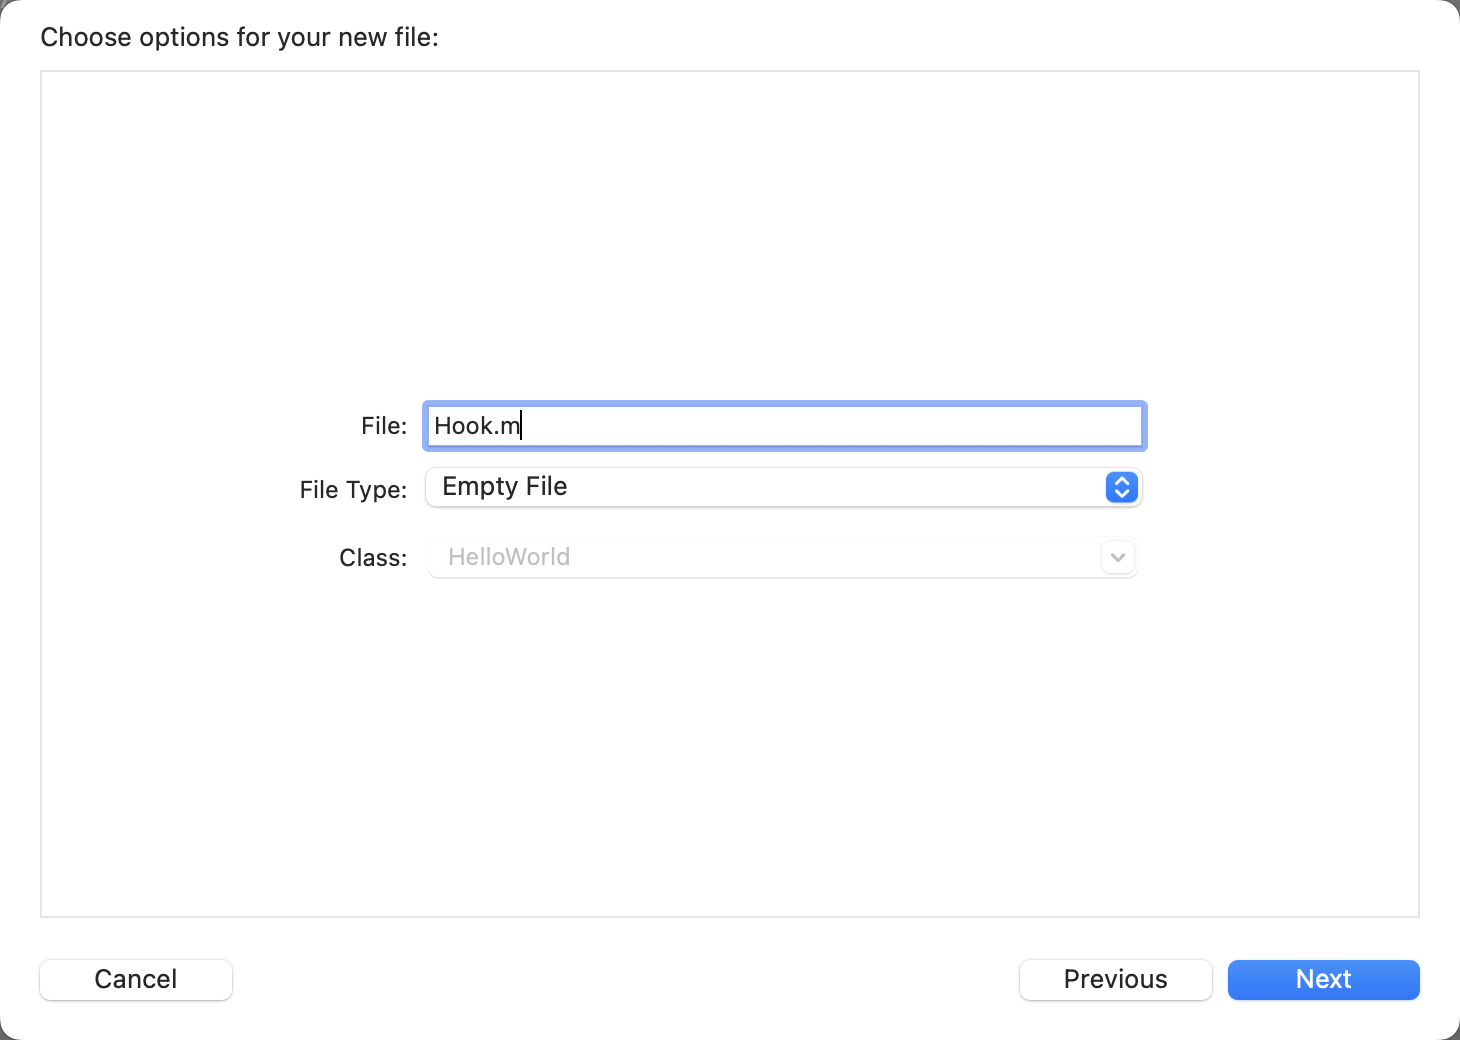 Choose options for your new file:
File: Hook.m
File Type: Empty File
Class: HelloWorld
Cancel Previous Next